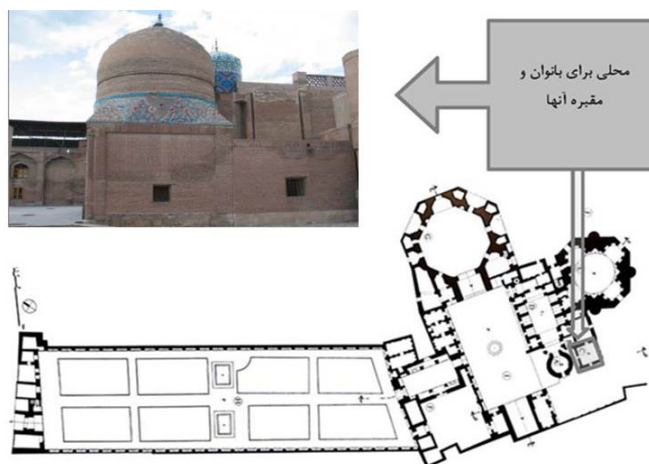 محلی برای بانوان و
مقبره آنها